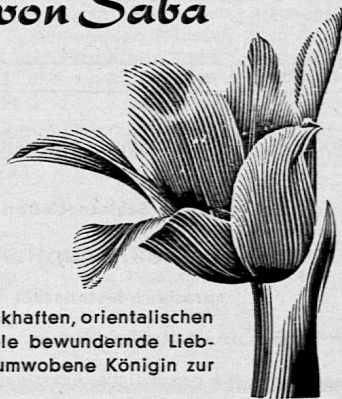 von Saba
khaften, orientalischen
le bewundernde Lieb-
umwobene Königin zur